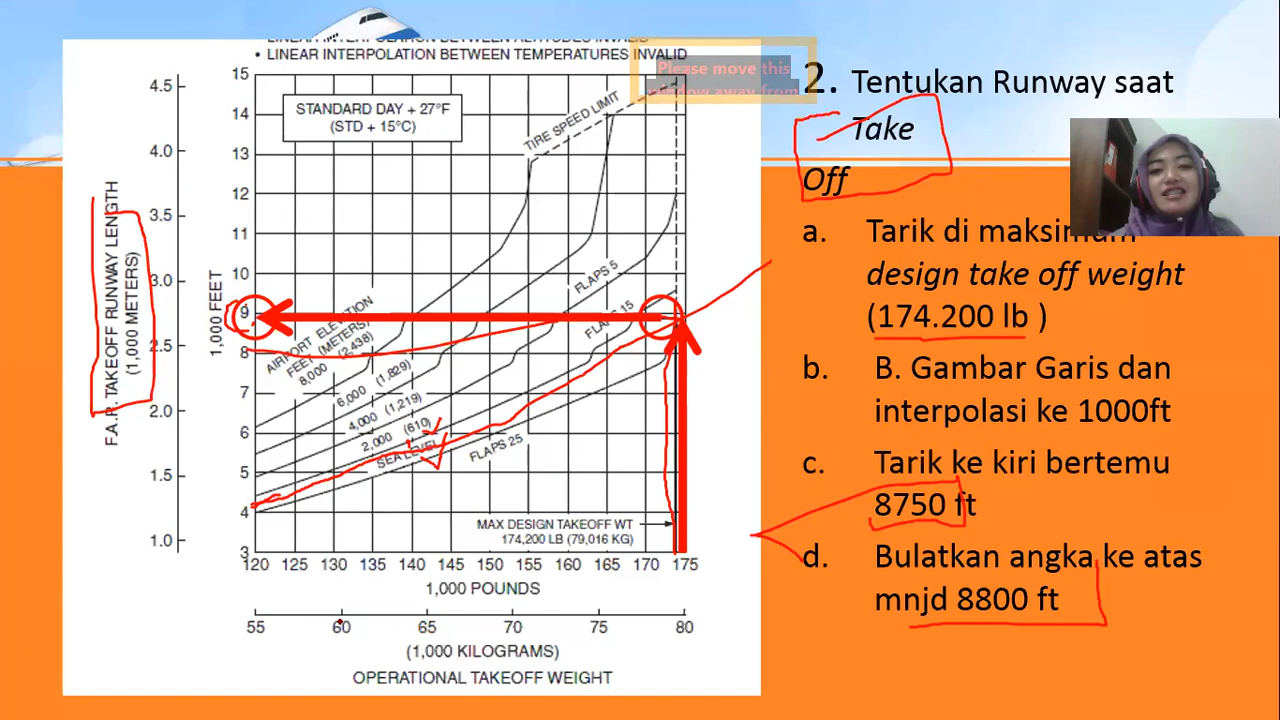 • LINEAR INTERPOLATION BETWEEN ALTITUDES INVALID
• LINEAR INTERPOLATION BETWEEN TEMPERATURES INVALID
Please move this
window away from
STANDARD DAY + 27°F
(STD + 15°C)
TIRE SPEED LIMIT
FLAPS 5
FLAPS 15
FLAPS 25
AIRPORT ELEVATION
FEET (METERS)
8,000 (2,438)
6,000 (1,829)
4,000 (1,219)
2,000 (610)
SEA LEVEL
MAX DESIGN TAKEOFF WT
174,200 LB (79,016 KG)
F.A.R. TAKEOFF RUNWAY LENGTH
(1,000 METERS)
4.5
4.0
3.5
3.0
2.5
2.0
1.5
1.0
1,000 FEET
15
14
13
12
11
10
9
8
7
6
5
4
3
120 125 130 135 140 145 150 155 160 165 170 175
1,000 POUNDS
55 60 65 70 75 80
(1,000 KILOGRAMS)
OPERATIONAL TAKEOFF WEIGHT
2. Tentukan Runway saat
Take
Off
a. Tarik di maksimum
design take off weight
(174.200 lb )
b. B. Gambar Garis dan
interpolasi ke 1000ft
c. Tarik ke kiri bertemu
8750 ft
d. Bulatkan angka ke atas
mnjd 8800 ft